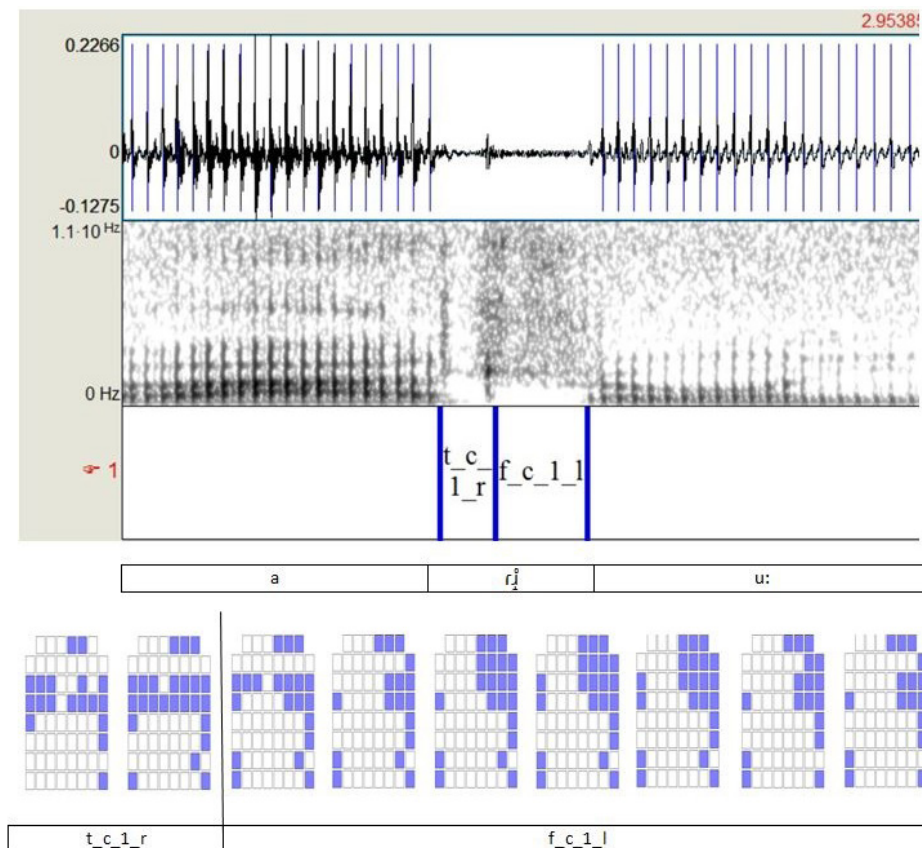 2.95385
0.2266
0
-0.1275
1.1·10 Hz
0 Hz
☞ 1
t_c_
1_r
f_c_1_l
a
ɾ̞̊
uː
t_c_1_r
f_c_1_l